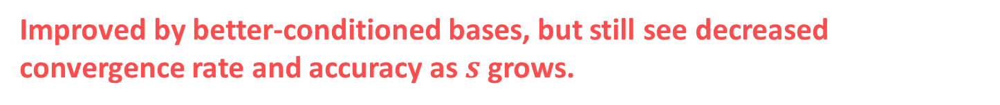 Improved by better-conditioned bases, but still see decreased
convergence rate and accuracy as s grows.